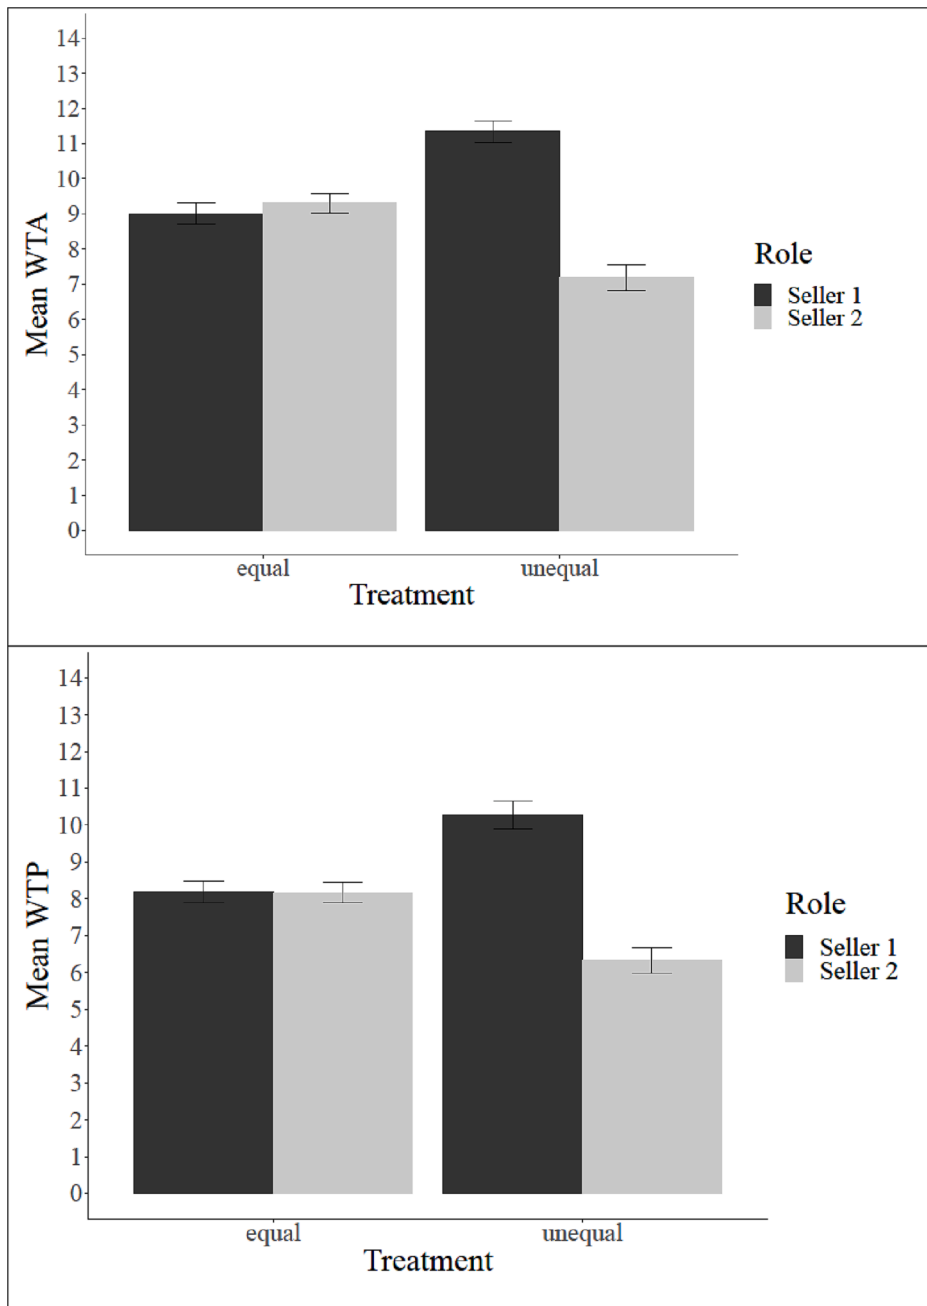 14
13
12
11
10
9
8
7
6
5
4
3
2
1
0
Mean WTA
equal
unequal
Treatment
Role
Seller 1
Seller 2
14
13
12
11
10
9
8
7
6
5
4
3
2
1
0
Mean WTP
equal
unequal
Treatment
Role
Seller 1
Seller 2